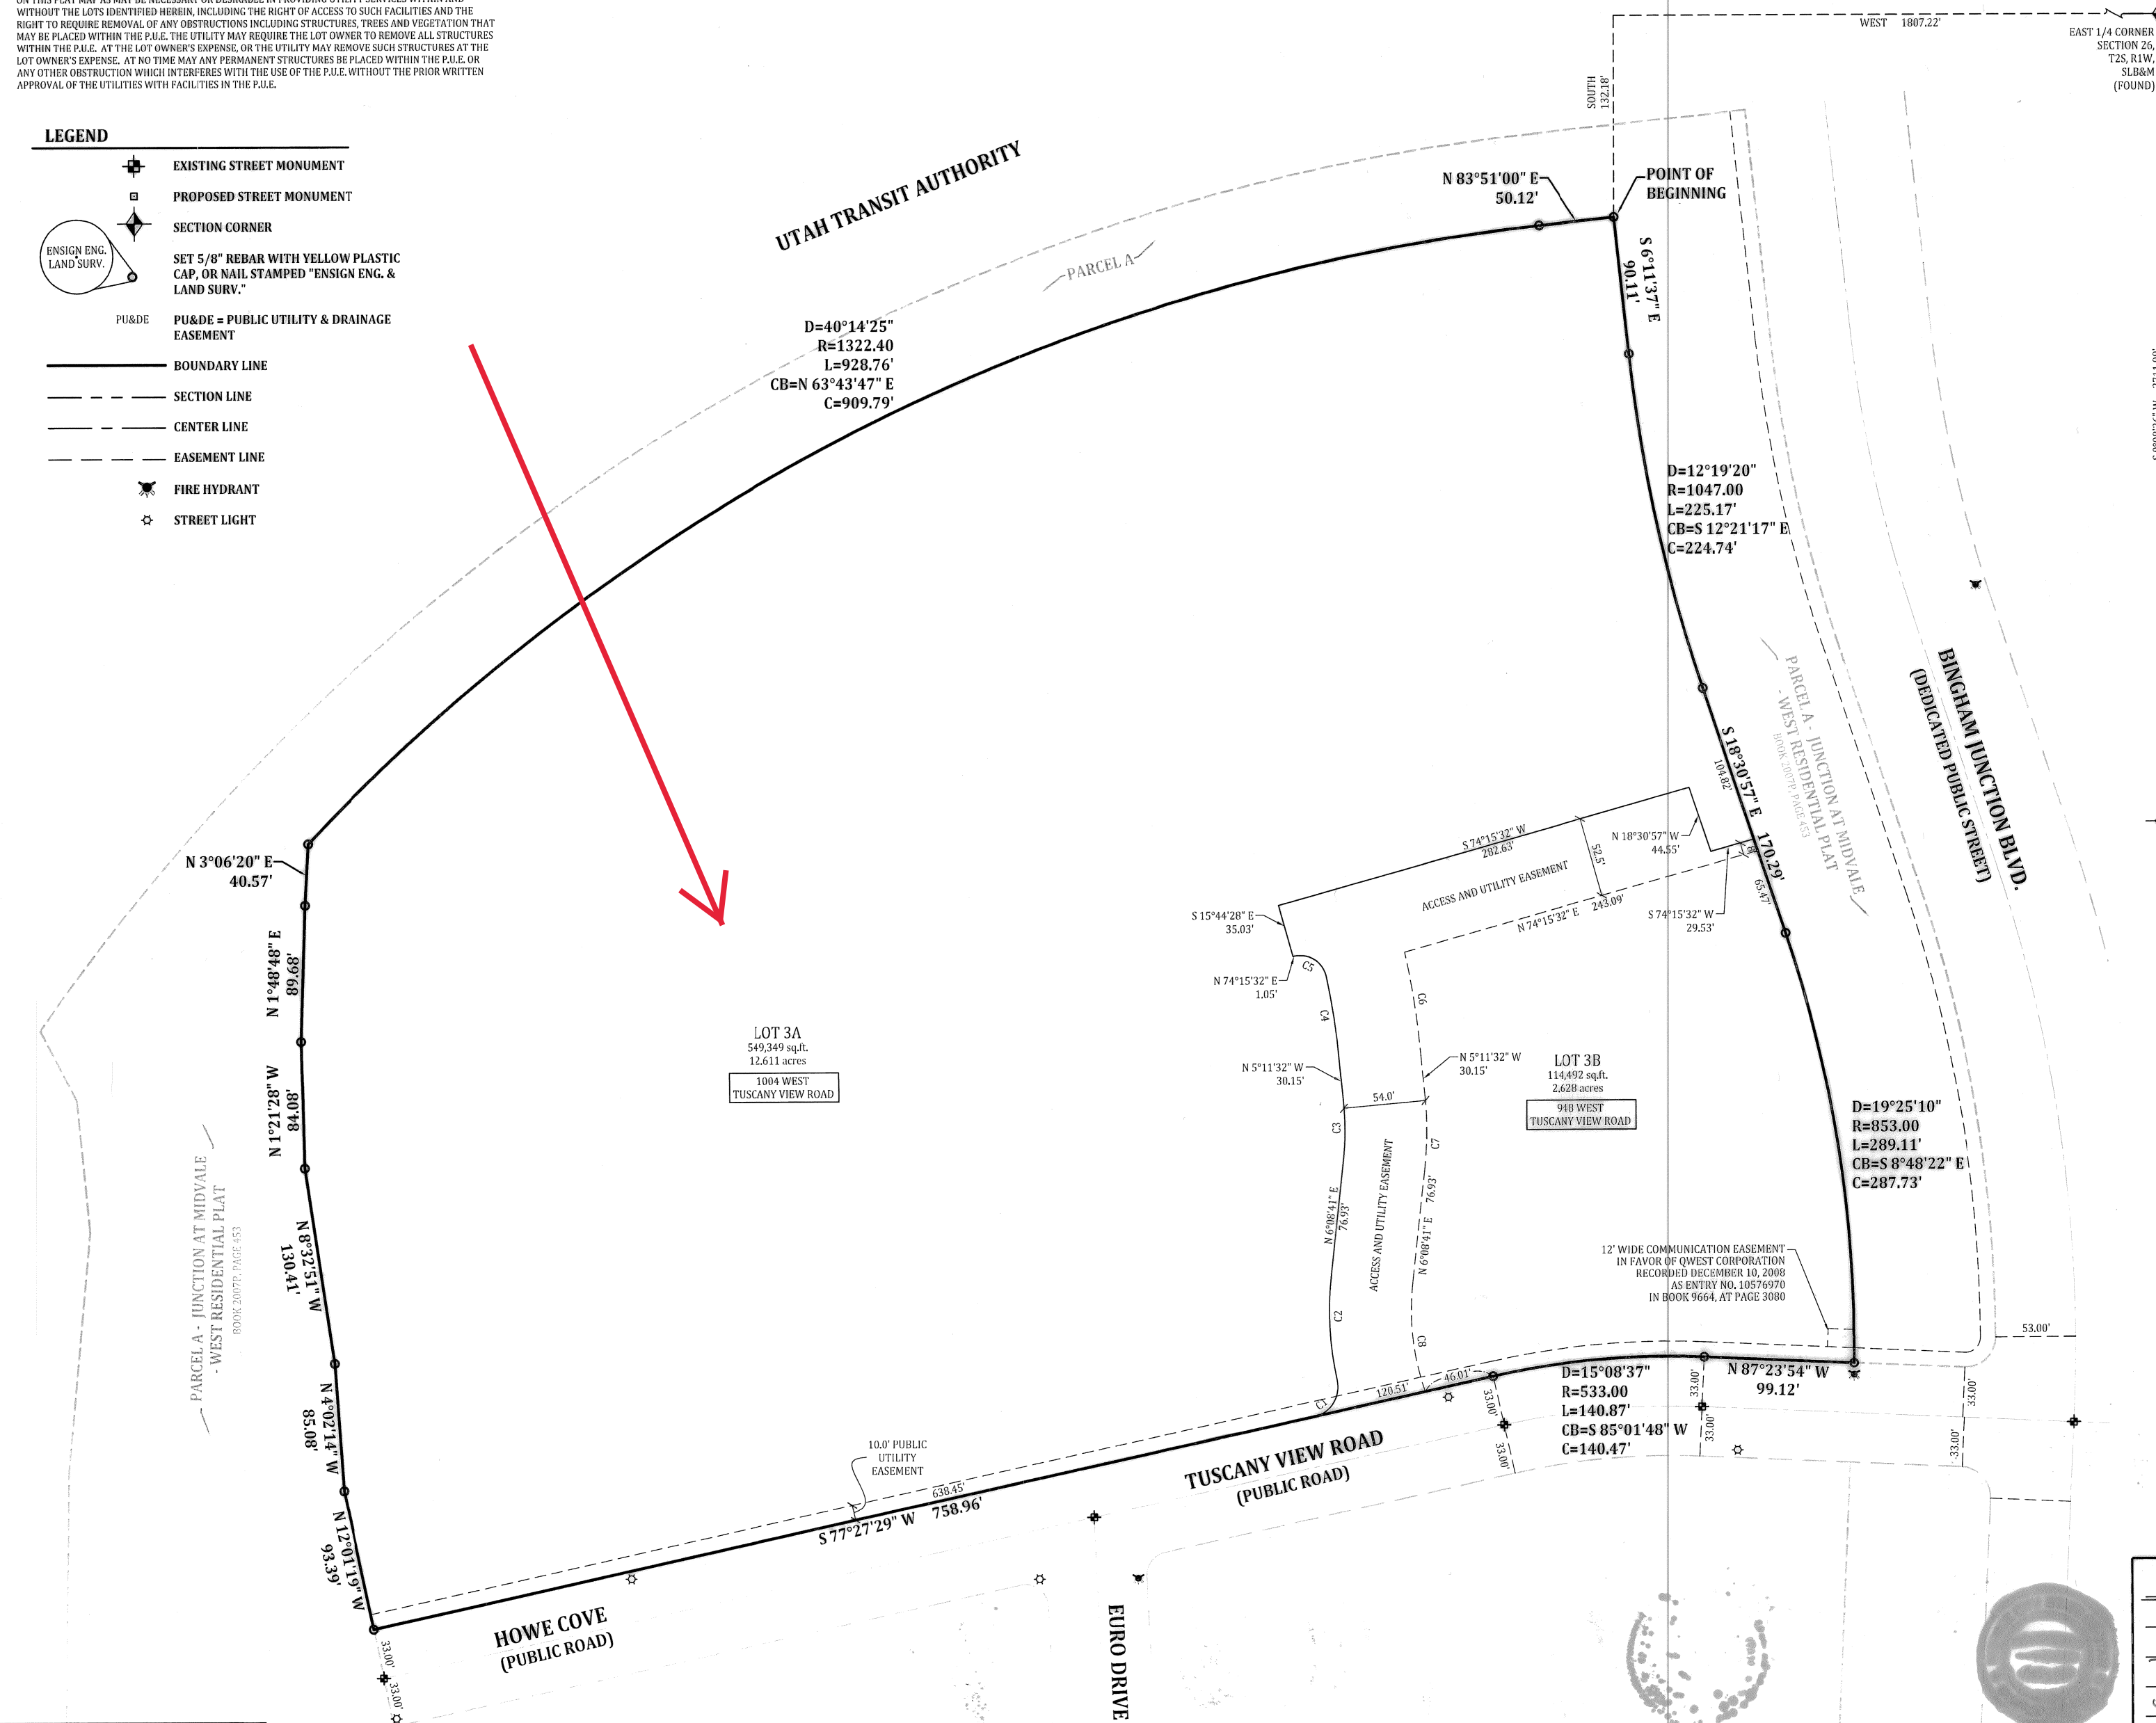 WITHOUT THE LOTS IDENTIFIED HEREIN, INCLUDING THE RIGHT OF ACCESS TO SUCH FACILITIES AND THE
RIGHT TO REQUIRE REMOVAL OF ANY OBSTRUCTIONS INCLUDING STRUCTURES, TREES AND VEGETATION THAT
MAY BE PLACED WITHIN THE P.U.E. THE UTILITY MAY REQUIRE THE LOT OWNER TO REMOVE ALL STRUCTURES
WITHIN THE P.U.E. AT THE LOT OWNER'S EXPENSE, OR THE UTILITY MAY REMOVE SUCH STRUCTURES AT THE
LOT OWNER'S EXPENSE. AT NO TIME MAY ANY PERMANENT STRUCTURES BE PLACED WITHIN THE P.U.E. OR
ANY OTHER OBSTRUCTION WHICH INTERFERES WITH THE USE OF THE P.U.E. WITHOUT THE PRIOR WRITTEN
APPROVAL OF THE UTILITIES WITH FACILITIES IN THE P.U.E.
LEGEND
EXISTING STREET MONUMENT
PROPOSED STREET MONUMENT
SECTION CORNER
ENSIGN ENG.
LAND SURV.
SET 5/8" REBAR WITH YELLOW PLASTIC
CAP, OR NAIL STAMPED "ENSIGN ENG. &
LAND SURV."
PU&DE
PU&DE = PUBLIC UTILITY & DRAINAGE
EASEMENT
BOUNDARY LINE
SECTION LINE
CENTER LINE
EASEMENT LINE
FIRE HYDRANT
STREET LIGHT
WEST 1807.22'
EAST 1/4 CORNER
SECTION 26,
T2S, R1W,
SLB&M
(FOUND)
SOUTH
132.18'
UTAH TRANSIT AUTHORITY
PARCEL A
N 83°51'00" E
50.12'
POINT OF
BEGINNING
S 6°11'37" E
90.11'
D=40°14'25"
R=1322.40
L=928.76'
CB=N 63°43'47" E
C=909.79'
D=12°19'20"
R=1047.00
L=225.17'
CB=S 12°21'17" E
C=224.74'
BINGHAM JUNCTION BLVD.
(DEDICATED PUBLIC STREET)
PARCEL A - JUNCTION AT MIDVALE
- WEST RESIDENTIAL PLAT
BOOK 2007P, PAGE 453
S 18°30'57" E 170.29'
104.82'
65.47'
N 18°30'57" W
44.55'
S 74°15'32" W
282.63'
52.5'
ACCESS AND UTILITY EASEMENT
N 74°15'32" E 243.09'
S 74°15'32" W
29.53'
S 15°44'28" E
35.03'
N 74°15'32" E
1.05'
C5
C4
C6
N 5°11'32" W
30.15'
N 5°11'32" W
30.15'
54.0'
C3
C7
N 6°08'41" E
76.93'
ACCESS AND UTILITY EASEMENT
N 6°08'41" E 76.93'
C2
C8
C1
LOT 3A
549,349 sq.ft.
12.611 acres
1004 WEST
TUSCANY VIEW ROAD
LOT 3B
114,492 sq.ft.
2.628 acres
948 WEST
TUSCANY VIEW ROAD
N 3°06'20" E
40.57'
N 1°48'48" E
89.68'
N 1°21'28" W
84.08'
N 8°32'51" W
130.41'
N 4°02'14" W
85.08'
N 12°01'19" W
93.39'
PARCEL A - JUNCTION AT MIDVALE
- WEST RESIDENTIAL PLAT
BOOK 2007P, PAGE 453
D=19°25'10"
R=853.00
L=289.11'
CB=S 8°48'22" E
C=287.73'
12' WIDE COMMUNICATION EASEMENT
IN FAVOR OF QWEST CORPORATION
RECORDED DECEMBER 10, 2008
AS ENTRY NO. 10576970
IN BOOK 9664, AT PAGE 3080
53.00'
N 87°23'54" W
99.12'
D=15°08'37"
R=533.00
L=140.87'
CB=S 85°01'48" W
C=140.47'
33.00'
33.00'
33.00'
33.00'
33.00'
33.00'
46.01'
120.51'
10.0' PUBLIC
UTILITY
EASEMENT
638.45'
S 77°27'29" W 758.96'
TUSCANY VIEW ROAD
(PUBLIC ROAD)
HOWE COVE
(PUBLIC ROAD)
EURO DRIVE
33.00'
33.00'